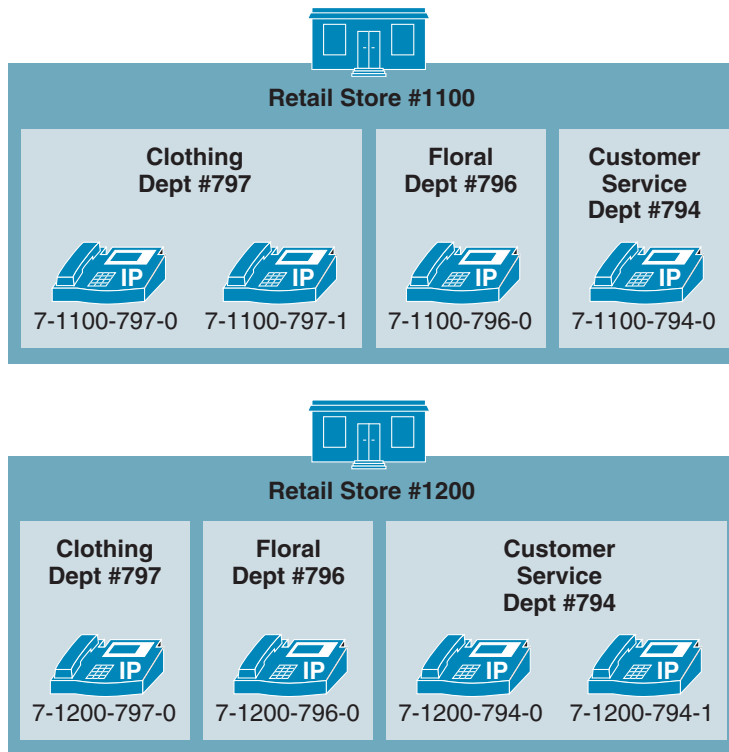 Retail Store #1100
Clothing
Dept #797
Floral
Dept #796
Customer
Service
Dept #794
IP
IP
IP
IP
7-1100-797-0
7-1100-797-1
7-1100-796-0
7-1100-794-0
Retail Store #1200
Clothing
Dept #797
Floral
Dept #796
Customer
Service
Dept #794
IP
IP
IP
IP
7-1200-797-0
7-1200-796-0
7-1200-794-0
7-1200-794-1